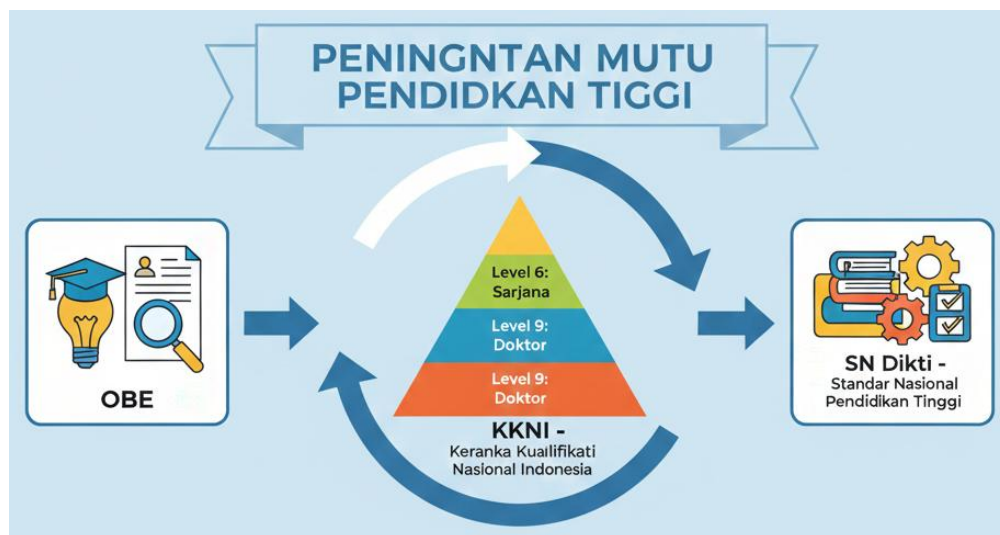 PENINGNTAN MUTU
PENDIDKAN TIGGI
OBE
Level 6:
Sarjana
Level 9:
Doktor
Level 9:
Doktor
KKNI -
Keranka Kuailifikati
Nasional Indonesia
SN Dikti -
Standar Nasional
Pendidikan Tinggi